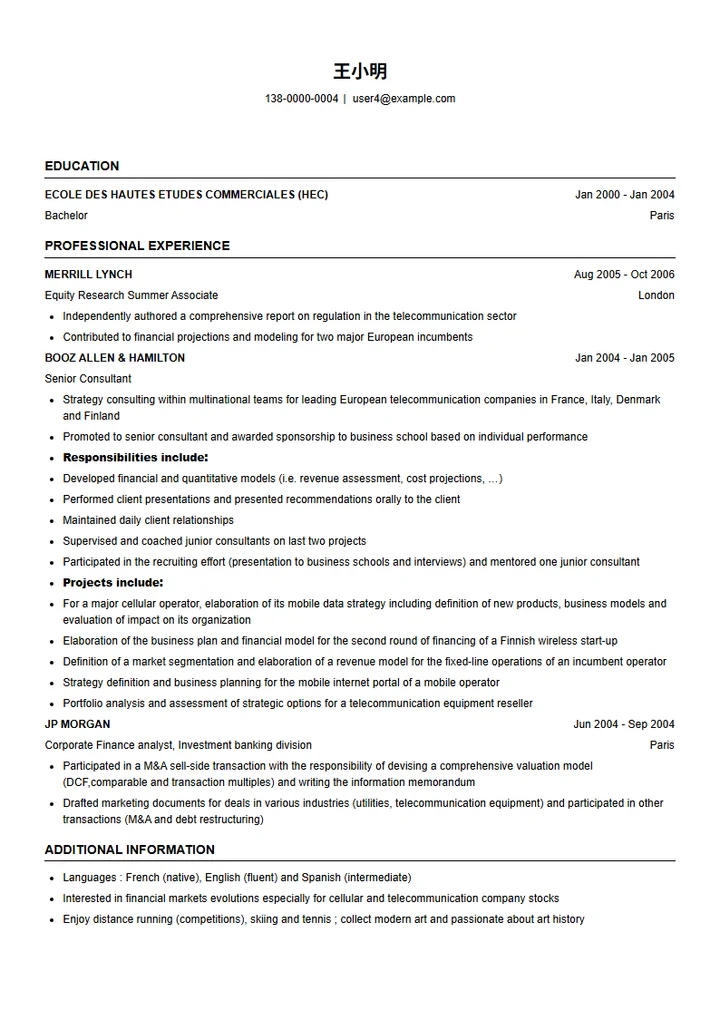 王小明
138-0000-0004 | user4@example.com
EDUCATION
ECOLE DES HAUTES ETUDES COMMERCIALES (HEC) Jan 2000 - Jan 2004
Bachelor Paris
PROFESSIONAL EXPERIENCE
MERRILL LYNCH Aug 2005 - Oct 2006
Equity Research Summer Associate London
• Independently authored a comprehensive report on regulation in the telecommunication sector
• Contributed to financial projections and modeling for two major European incumbents
BOOZ ALLEN & HAMILTON Jan 2004 - Jan 2005
Senior Consultant
• Strategy consulting within multinational teams for leading European telecommunication companies in France, Italy, Denmark
and Finland
• Promoted to senior consultant and awarded sponsorship to business school based on individual performance
• Responsibilities include:
• Developed financial and quantitative models (i.e. revenue assessment, cost projections, …)
• Performed client presentations and presented recommendations orally to the client
• Maintained daily client relationships
• Supervised and coached junior consultants on last two projects
• Participated in the recruiting effort (presentation to business schools and interviews) and mentored one junior consultant
• Projects include:
• For a major cellular operator, elaboration of its mobile data strategy including definition of new products, business models and
evaluation of impact on its organization
• Elaboration of the business plan and financial model for the second round of financing of a Finnish wireless start-up
• Definition of a market segmentation and elaboration of a revenue model for the fixed-line operations of an incumbent operator
• Strategy definition and business planning for the mobile internet portal of a mobile operator
• Portfolio analysis and assessment of strategic options for a telecommunication equipment reseller
JP MORGAN Jun 2004 - Sep 2004
Corporate Finance analyst, Investment banking division Paris
• Participated in a M&A sell-side transaction with the responsibility of devising a comprehensive valuation model
(DCF,comparable and transaction multiples) and writing the information memorandum
• Drafted marketing documents for deals in various industries (utilities, telecommunication equipment) and participated in other
transactions (M&A and debt restructuring)
ADDITIONAL INFORMATION
• Languages : French (native), English (fluent) and Spanish (intermediate)
• Interested in financial markets evolutions especially for cellular and telecommunication company stocks
• Enjoy distance running (competitions), skiing and tennis ; collect modern art and passionate about art history